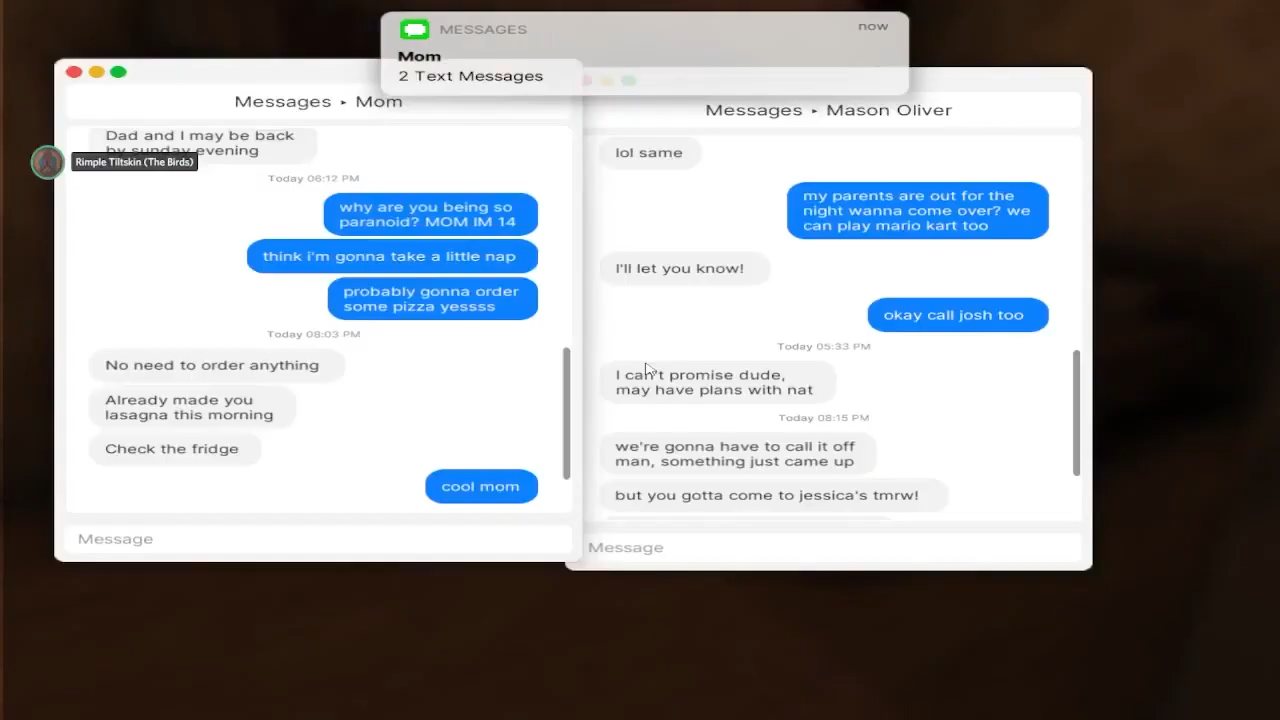 MESSAGES
now
Mom
2 Text Messages
Messages ▸ Mom
Dad and I may be back
by sunday evening
Rimple Tiltskin (The Birds)
Today 06:12 PM
why are you being so
paranoid? MOM IM 14
think i'm gonna take a little nap
probably gonna order
some pizza yessss
Today 08:03 PM
No need to order anything
Already made you
lasagna this morning
Check the fridge
cool mom
Message
Messages ▸ Mason Oliver
lol same
my parents are out for the
night wanna come over? we
can play mario kart too
I'll let you know!
okay call josh too
Today 05:33 PM
I can't promise dude,
may have plans with nat
Today 08:15 PM
we're gonna have to call it off
man, something just came up
but you gotta come to jessica's tmrw!
Message